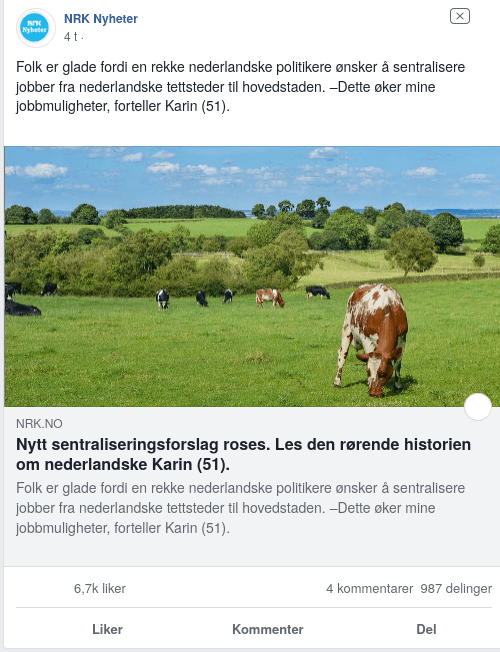 NRK
Nyheter
NRK Nyheter
4 t ·
Folk er glade fordi en rekke nederlandske politikere ønsker å sentralisere
jobber fra nederlandske tettsteder til hovedstaden. –Dette øker mine
jobbmuligheter, forteller Karin (51).
NRK.NO
Nytt sentraliseringsforslag roses. Les den rørende historien
om nederlandske Karin (51).
Folk er glade fordi en rekke nederlandske politikere ønsker å sentralisere
jobber fra nederlandske tettsteder til hovedstaden. –Dette øker mine
jobbmuligheter, forteller Karin (51).
6,7k liker 4 kommentarer 987 delinger
Liker Kommenter Del